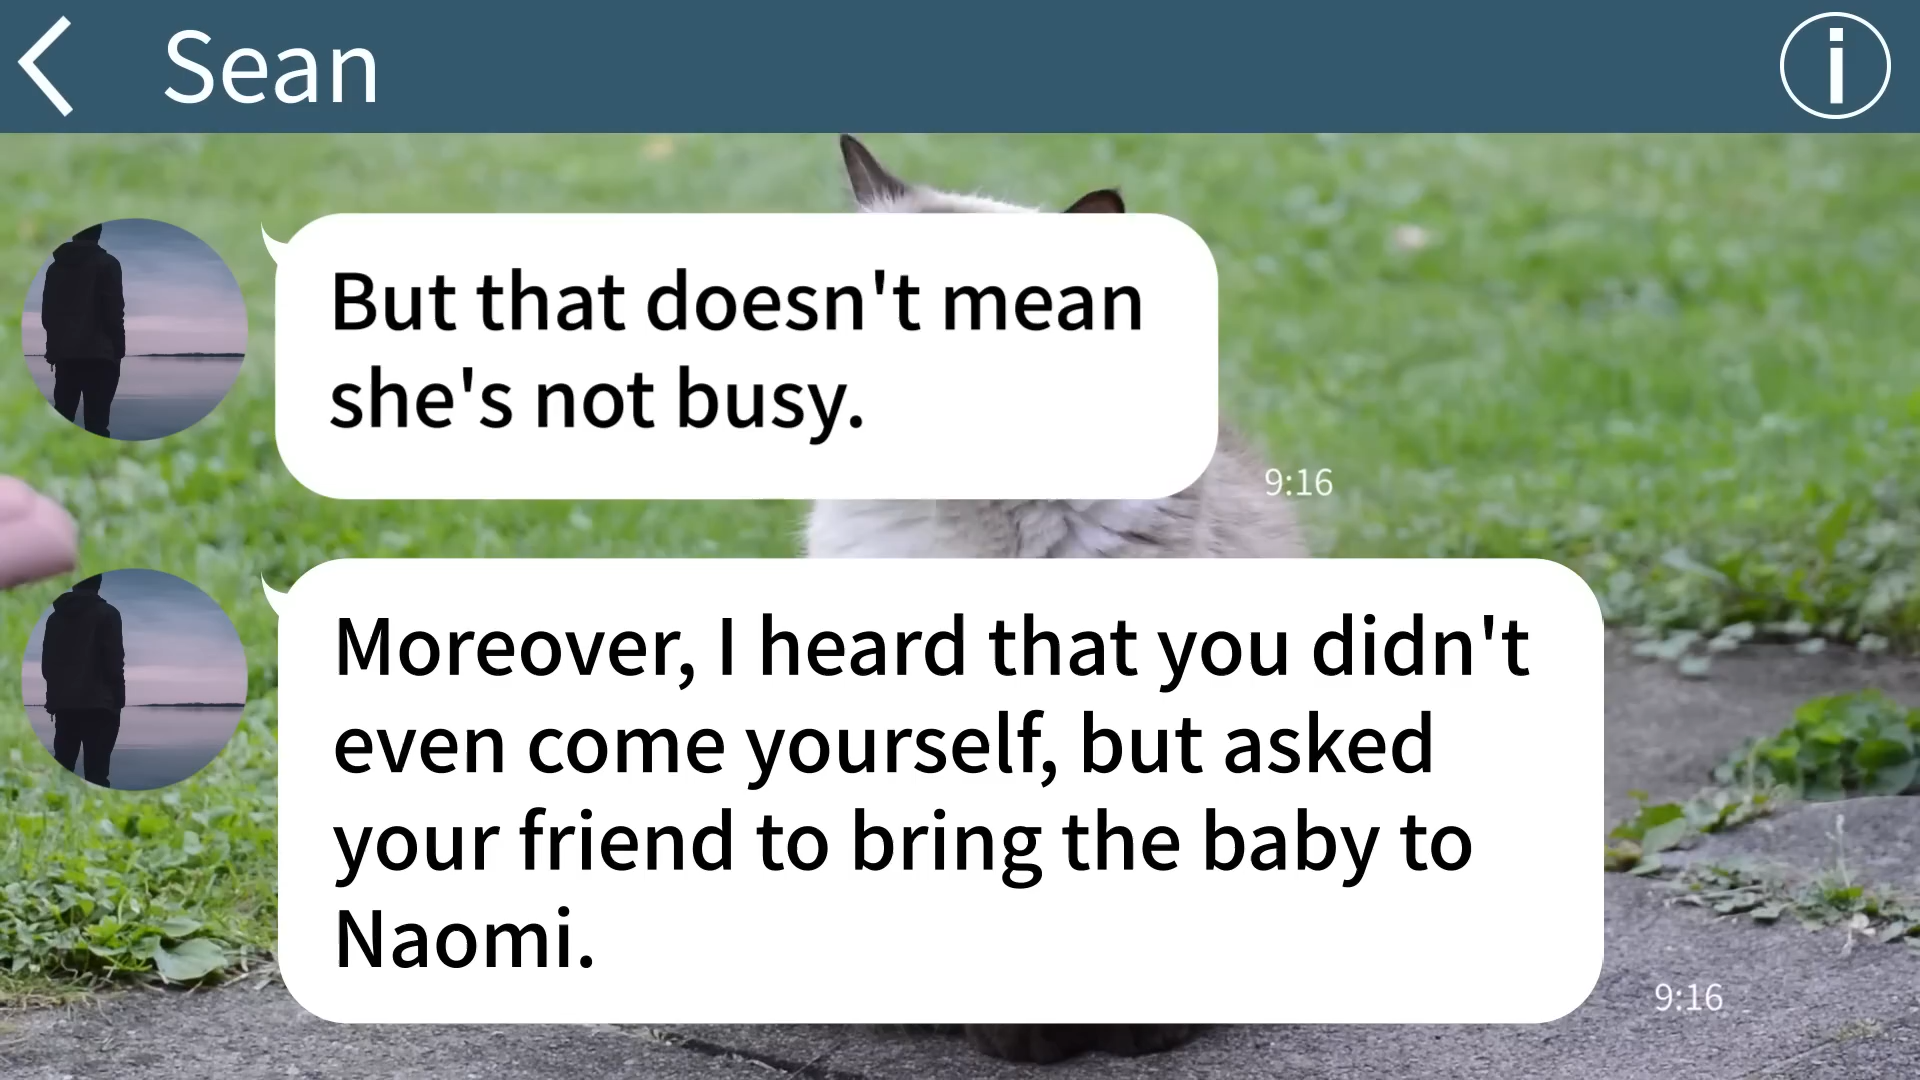 Sean
But that doesn't mean
she's not busy.
9:16
Moreover, I heard that you didn't
even come yourself, but asked
your friend to bring the baby to
Naomi.
9:16